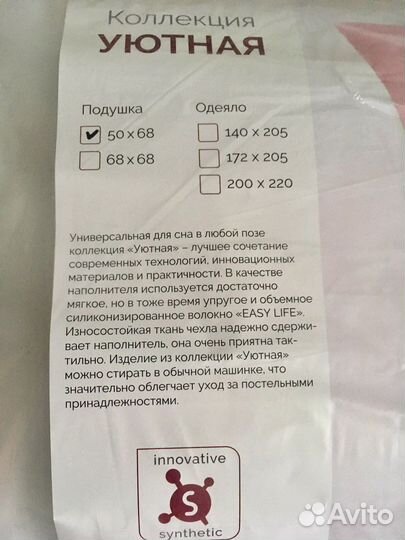 Коллекция
УЮТНАЯ
Подушка Одеяло
50 x 68 140 x 205
68 x 68 172 x 205
200 x 220
Универсальная для сна в любой позе
коллекция «Уютная» – лучшее сочетание
современных технологий, инновационных
материалов и практичности. В качестве
наполнителя используется достаточно
мягкое, но в тоже время упругое и объемное
силиконизированное волокно «EASY LIFE».
Износостойкая ткань чехла надежно сдержи-
вает наполнитель, она очень приятна так-
тильно. Изделие из коллекции «Уютная»
можно стирать в обычной машинке, что
значительно облегчает уход за постельными
принадлежностями.
innovative
S
synthetic
Avito